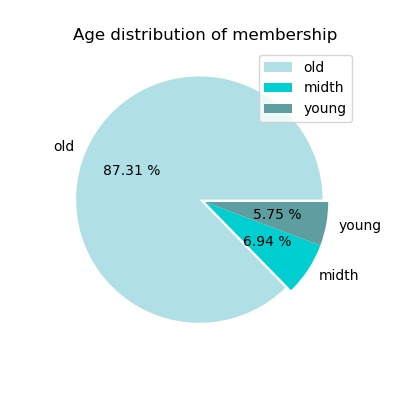 Age distribution of membership
old
midth
young
old
87.31 %
5.75 %
young
6.94 %
midth